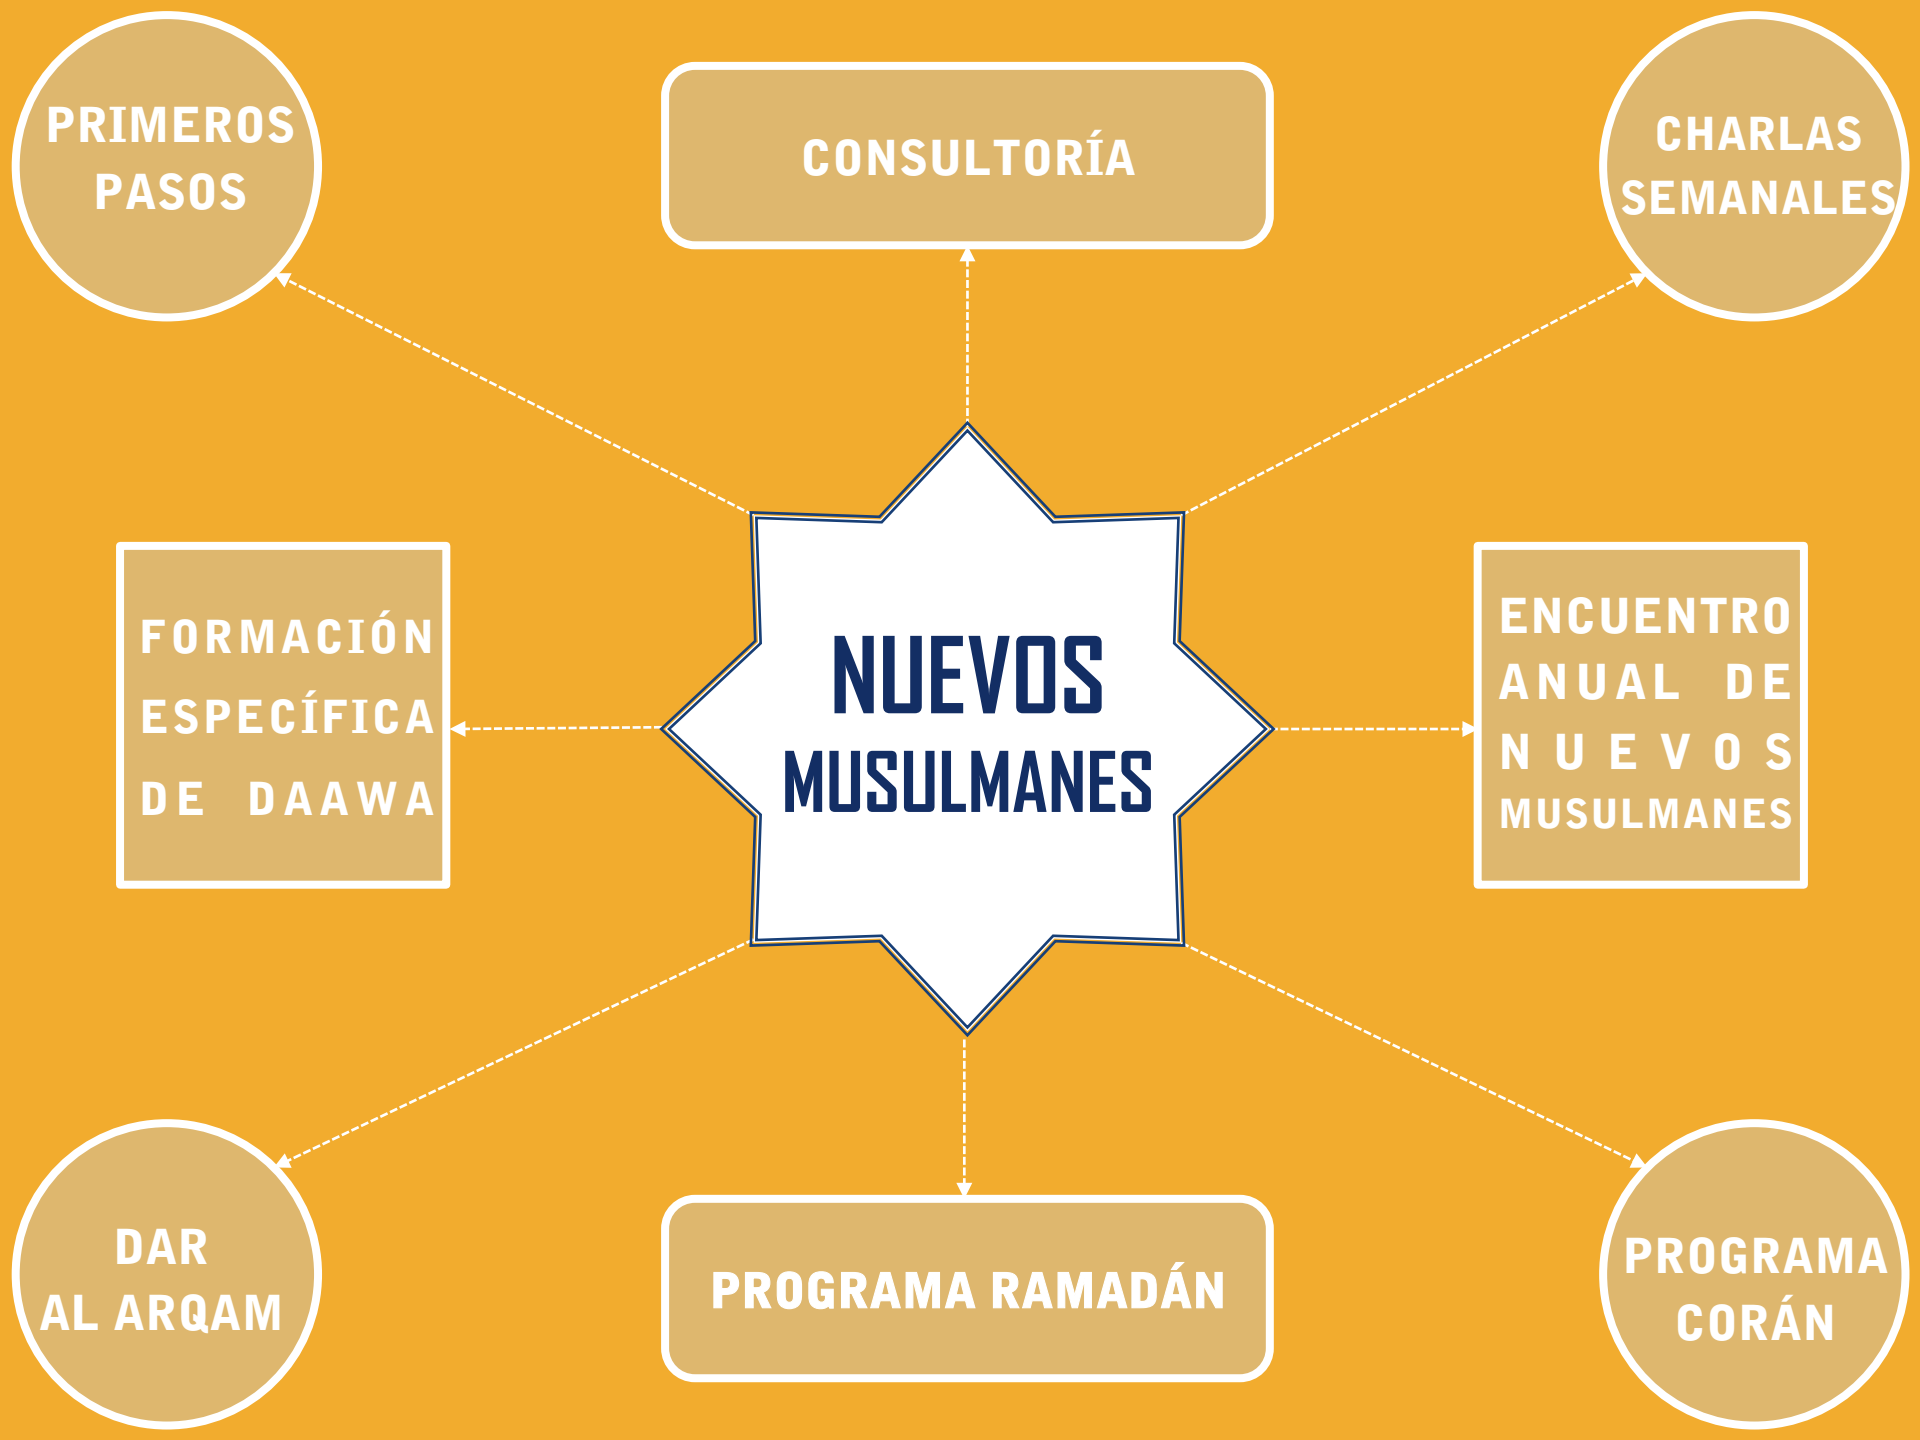 PRIMEROS
PASOS
CONSULTORÍA
CHARLAS
SEMANALES
FORMACIÓN
ESPECÍFICA
DE DAAWA
NUEVOS
MUSULMANES
ENCUENTRO
ANUAL DE
NUEVOS
MUSULMANES
DAR
AL ARQAM
PROGRAMA RAMADÁN
PROGRAMA
CORÁN